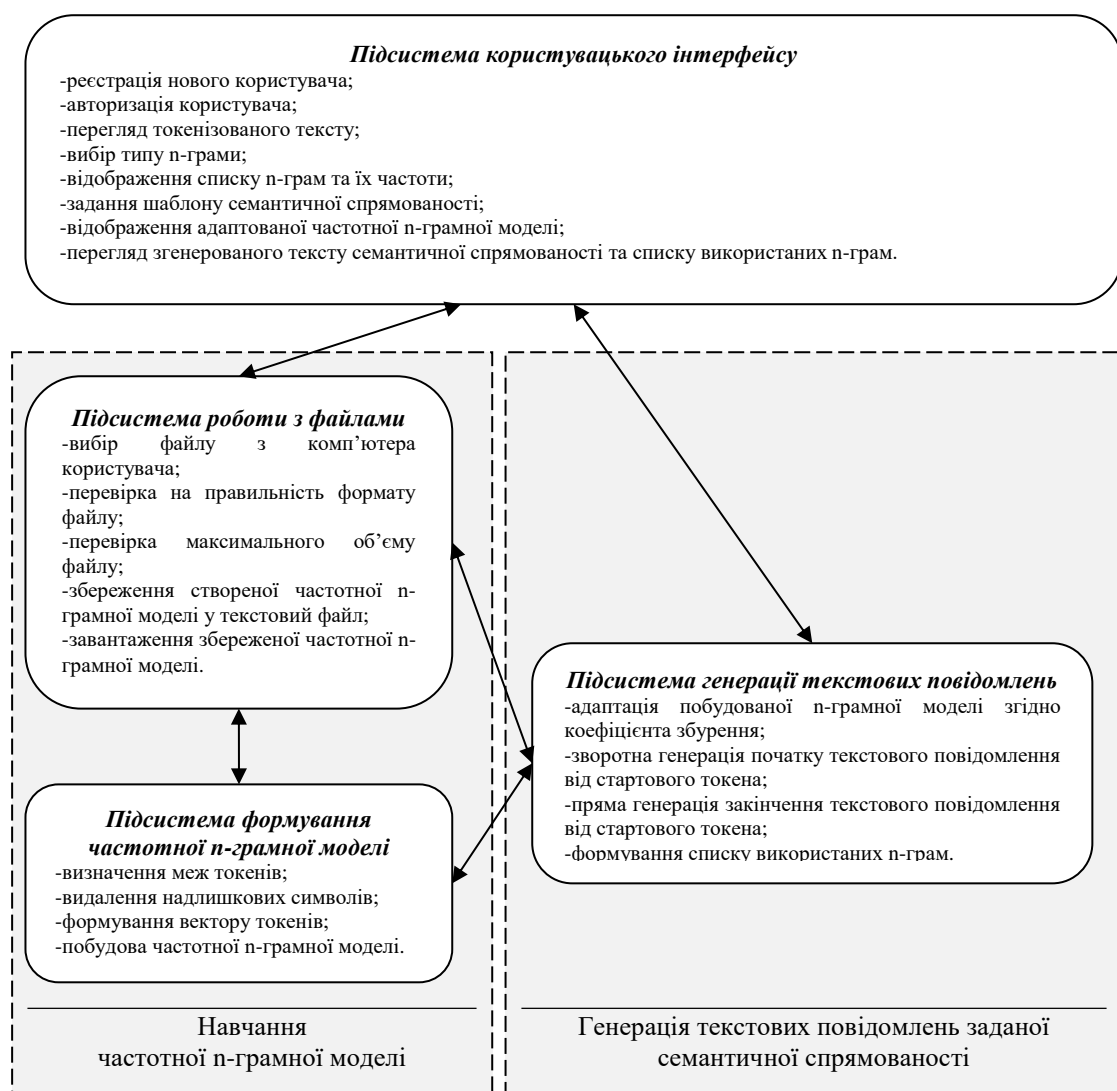 Підсистема користувацького інтерфейсу
-реєстрація нового користувача;
-авторизація користувача;
-перегляд токенізованого тексту;
-вибір типу n-грами;
-відображення списку n-грам та їх частоти;
-задання шаблону семантичної спрямованості;
-відображення адаптованої частотної n-грамної моделі;
-перегляд згенерованого тексту семантичної спрямованості та списку використаних n-грам.
Підсистема роботи з файлами
-вибір файлу з комп’ютера
користувача;
-перевірка на правильність формату
файлу;
-перевірка максимального об’єму
файлу;
-збереження створеної частотної n-
грамної моделі у текстовий файл;
-завантаження збереженої частотної n-
грамної моделі.
Підсистема формування
частотної n-грамної моделі
-визначення меж токенів;
-видалення надлишкових символів;
-формування вектору токенів;
-побудова частотної n-грамної моделі.
Навчання
частотної n-грамної моделі
Підсистема генерації текстових повідомлень
-адаптація побудованої n-грамної моделі згідно
коефіцієнта збурення;
-зворотна генерація початку текстового повідомлення
від стартового токена;
-пряма генерація закінчення текстового повідомлення
від стартового токена;
-формування списку використаних n-грам.
Генерація текстових повідомлень заданої
семантичної спрямованості